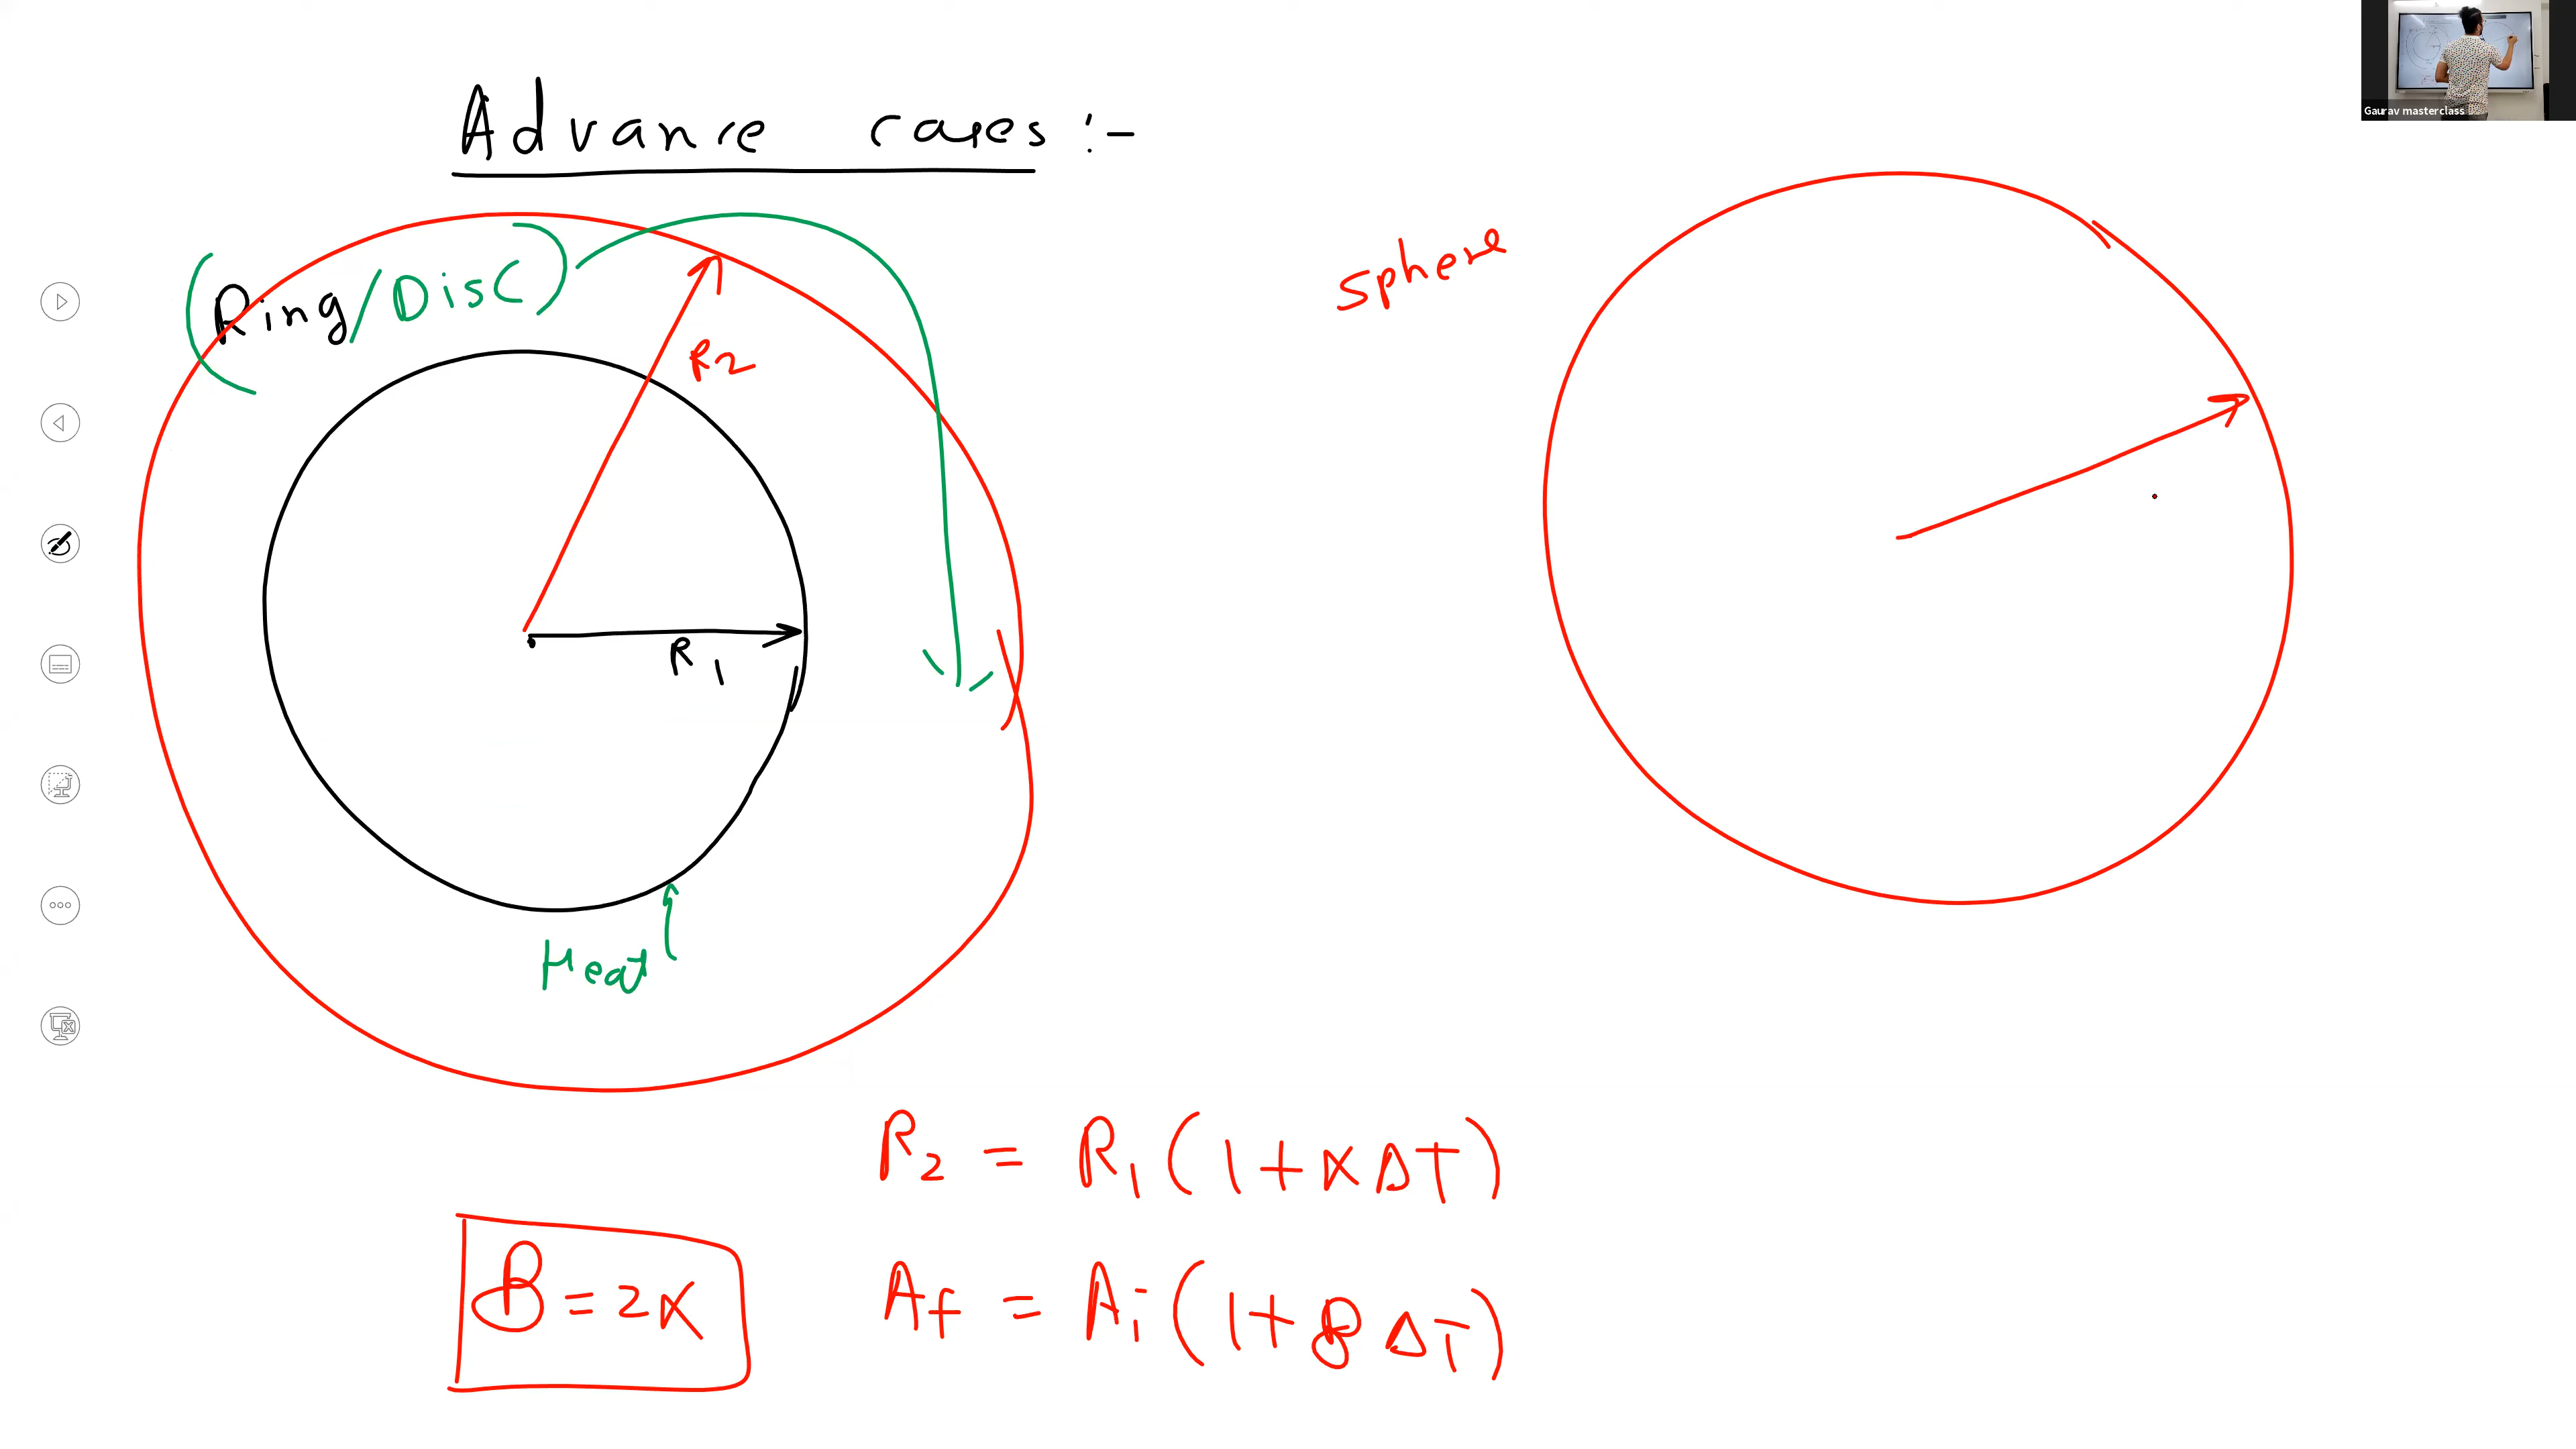 Advance cases :-
(Ring/Disc)
R2
R1
Heat
sphere
R2 = R1 (1+αΔT)
β = 2α
Af = Ai (1+βΔT)
Gaurav masterclass